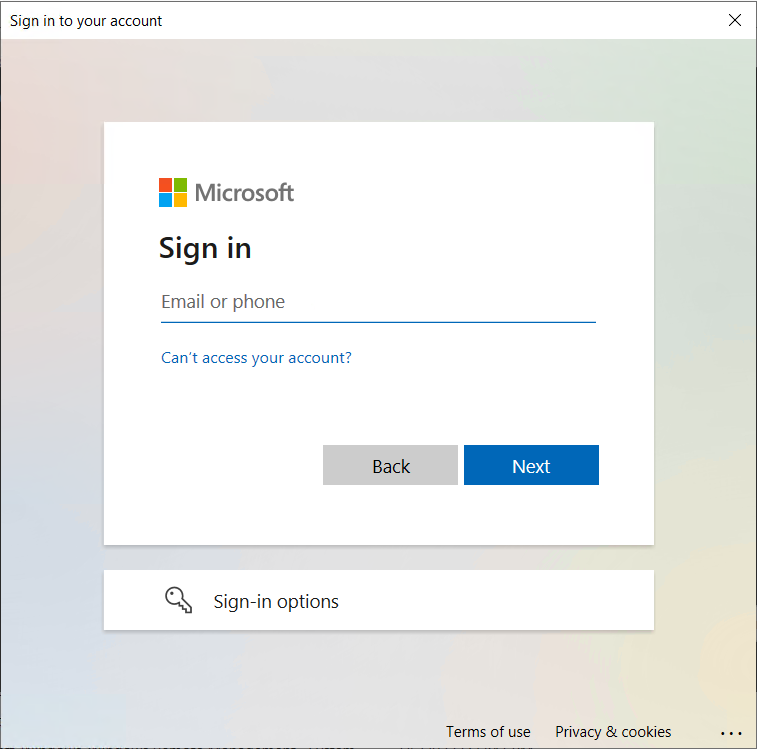 Sign in to your account
Microsoft
Sign in
Email or phone
Can't access your account?
Back
Next
Sign-in options
Terms of use
Privacy & cookies